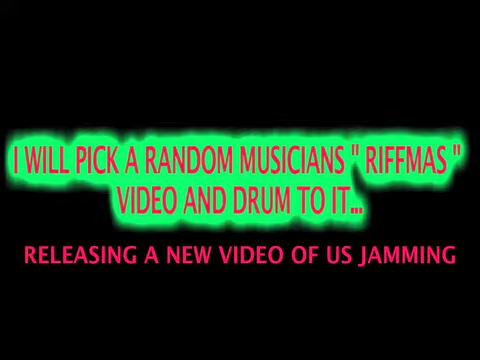 I WILL PICK A RANDOM MUSICIANS " RIFFMAS "
VIDEO AND DRUM TO IT...
RELEASING A NEW VIDEO OF US JAMMING